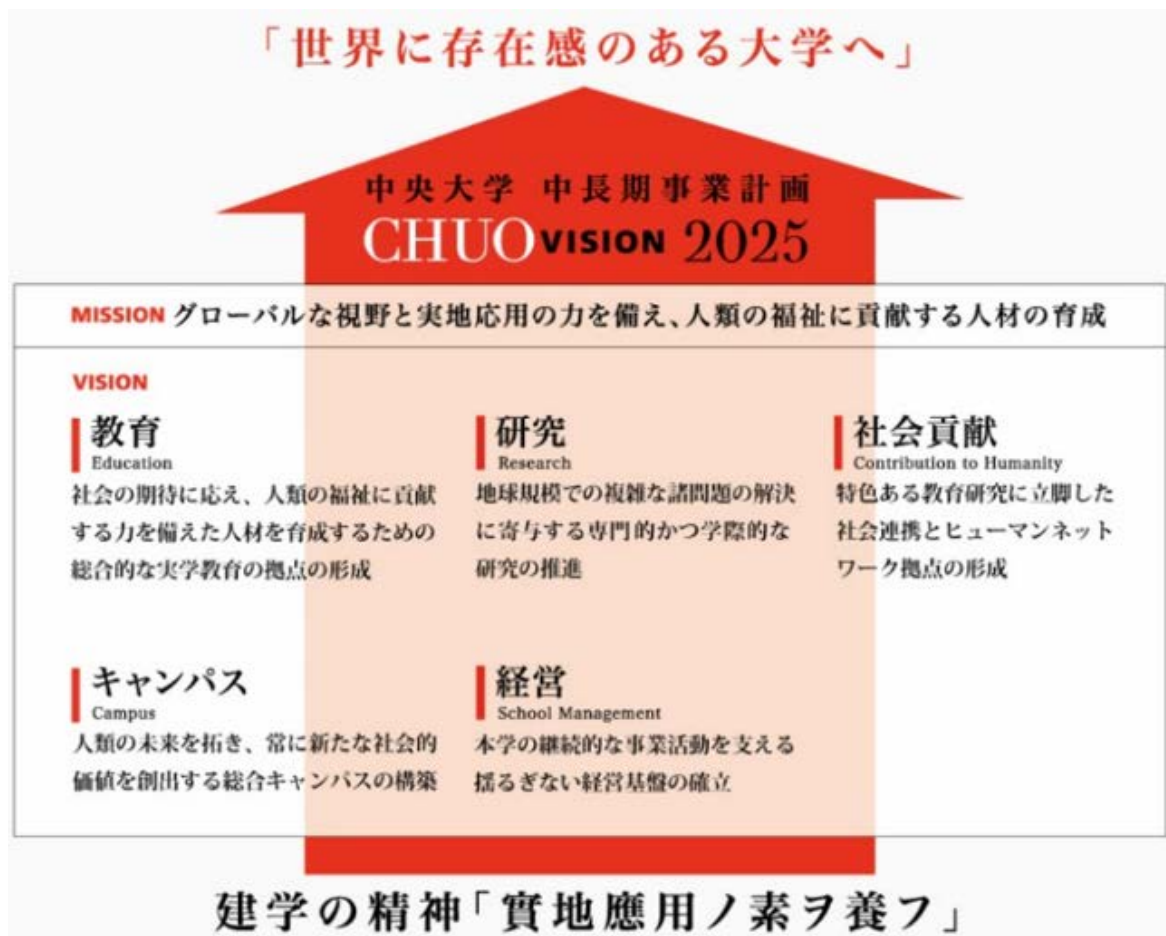 「世界に存在感のある大学へ」
中央大学 中長期事業計画
CHUO VISION 2025
MISSION グローバルな視野と実地応用の力を備え、人類の福祉に貢献する人材の育成
VISION
教育
Education
社会の期待に応え、人類の福祉に貢献
する力を備えた人材を育成するための
総合的な実学教育の拠点の形成
研究
Research
地球規模での複雑な諸問題の解決
に寄与する専門的かつ学際的な
研究の推進
社会貢献
Contribution to Humanity
特色ある教育研究に立脚した
社会連携とヒューマンネット
ワーク拠点の形成
キャンパス
Campus
人類の未来を拓き、常に新たな社会的
価値を創出する総合キャンパスの構築
経営
School Management
本学の継続的な事業活動を支える
揺るぎない経営基盤の確立
建学の精神「實地應用ノ素ヲ養フ」